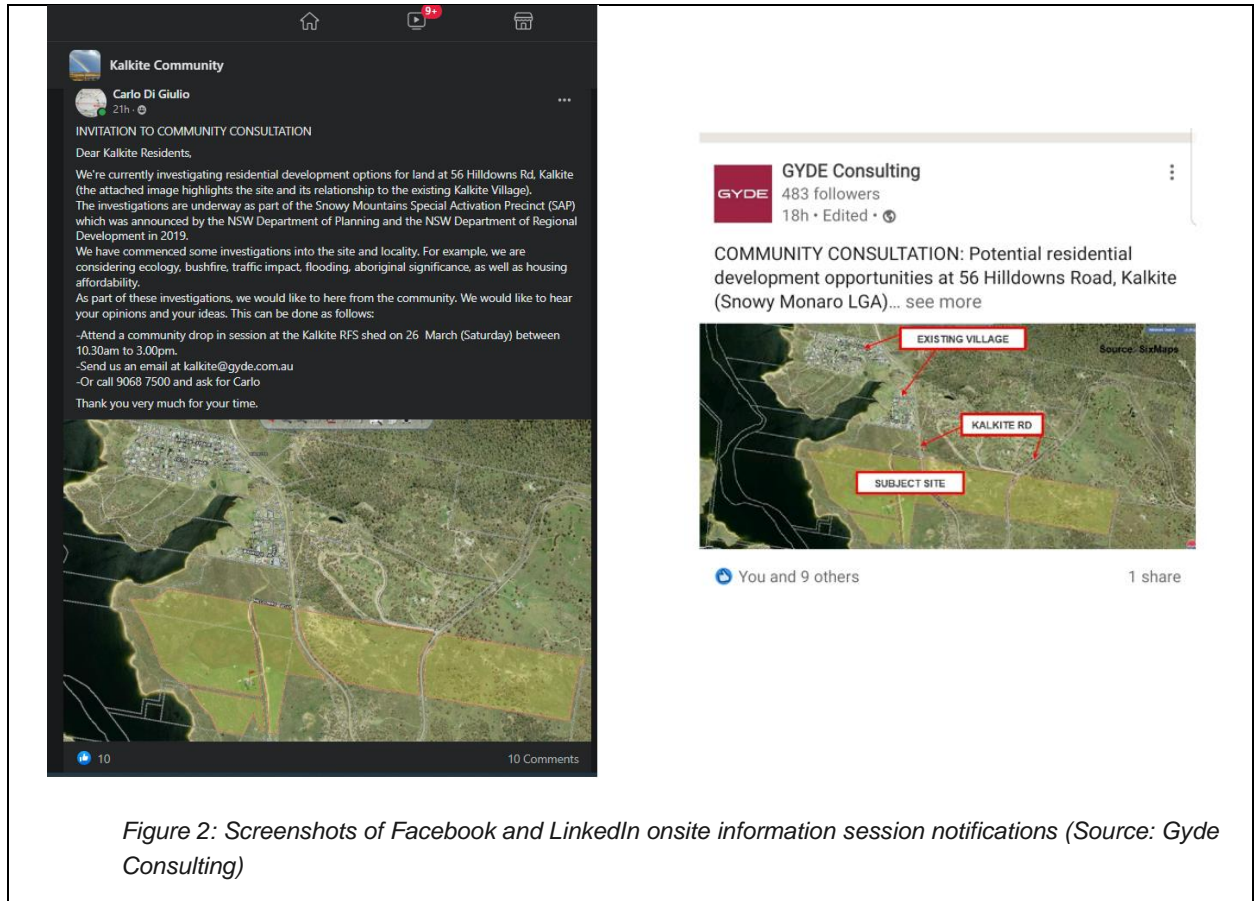 9+
Kalkite Community
Carlo Di Giulio
21h ·
INVITATION TO COMMUNITY CONSULTATION
Dear Kalkite Residents,
We're currently investigating residential development options for land at 56 Hilldowns Rd, Kalkite
(the attached image highlights the site and its relationship to the existing Kalkite Village).
The investigations are underway as part of the Snowy Mountains Special Activation Precinct (SAP)
which was announced by the NSW Department of Planning and the NSW Department of Regional
Development in 2019.
We have commenced some investigations into the site and locality. For example, we are
considering ecology, bushfire, traffic impact, flooding, aboriginal significance, as well as housing
affordability.
As part of these investigations, we would like to here from the community. We would like to hear
your opinions and your ideas. This can be done as follows:
-Attend a community drop in session at the Kalkite RFS shed on 26 March (Saturday) between
10.30am to 3.00pm.
-Send us an email at kalkite@gyde.com.au
-Or call 9068 7500 and ask for Carlo
Thank you very much for your time.
10
10 Comments
GYDE
GYDE Consulting
483 followers
18h • Edited •
COMMUNITY CONSULTATION: Potential residential
development opportunities at 56 Hilldowns Road, Kalkite
(Snowy Monaro LGA)... see more
EXISTING VILLAGE
Source: SixMaps
KALKITE RD
SUBJECT SITE
You and 9 others
1 share
Figure 2: Screenshots of Facebook and LinkedIn onsite information session notifications (Source: Gyde
Consulting)